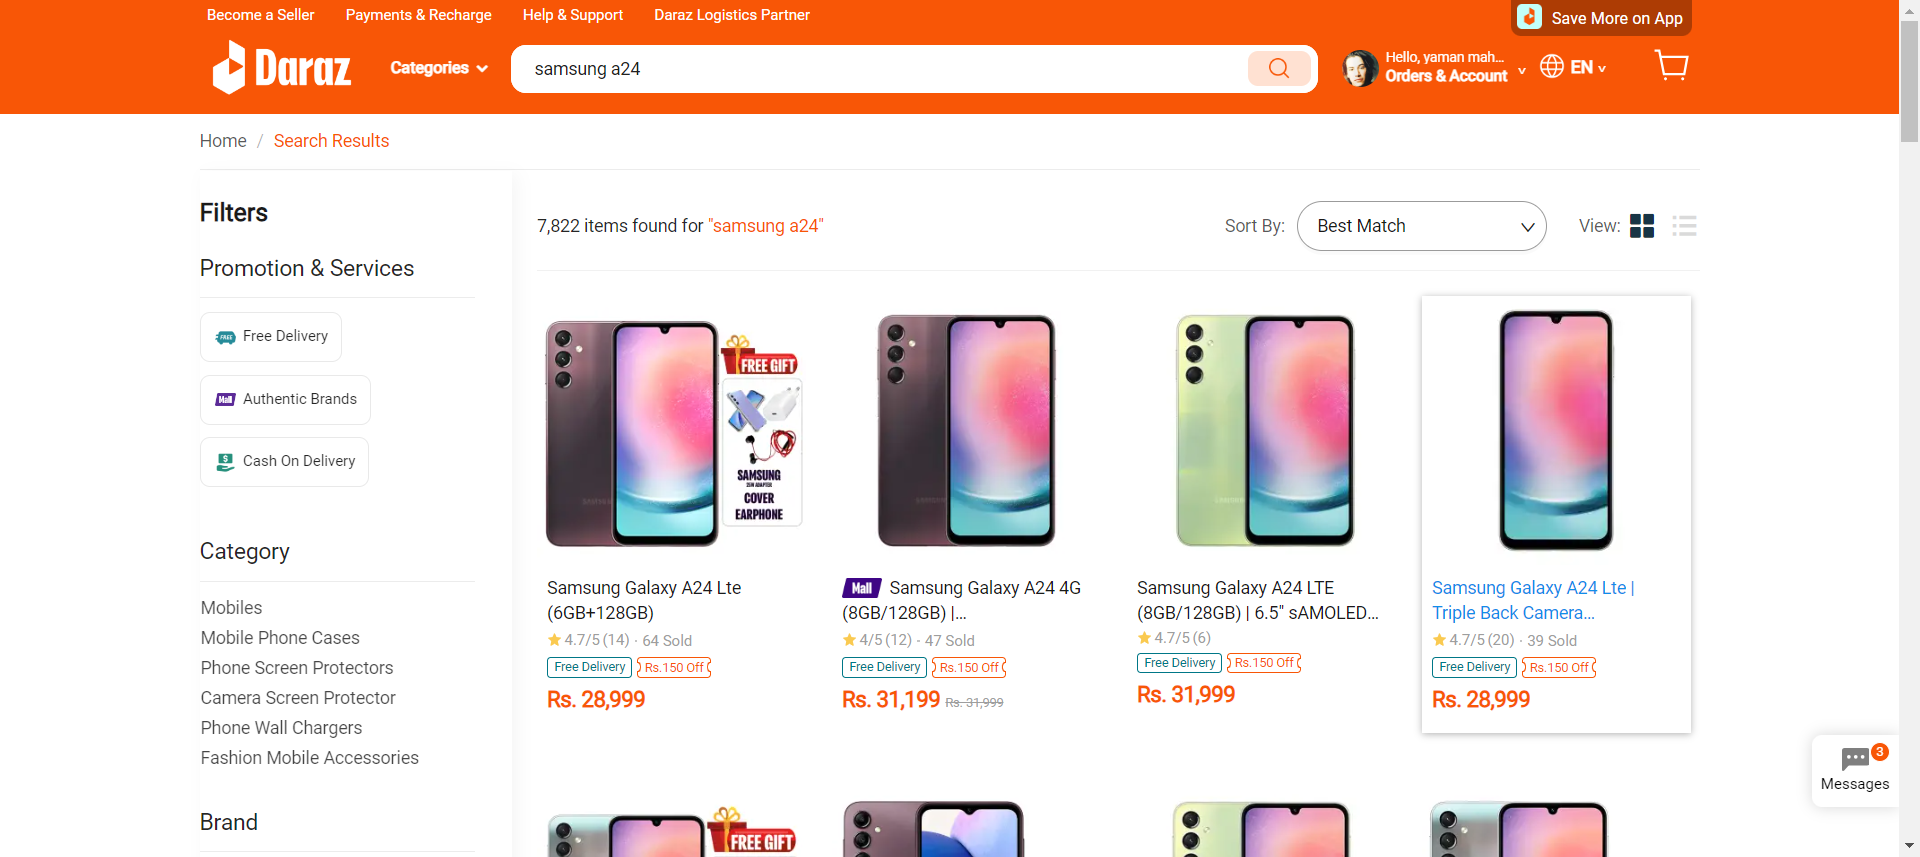 Become a Seller
Payments & Recharge
Help & Support
Daraz Logistics Partner
Save More on App
Daraz
Categories
samsung a24
Hello, yaman mah...
Orders & Account
EN
Home / Search Results
Filters
Promotion & Services
FREE Free Delivery
Mall Authentic Brands
Cash On Delivery
Category
Mobiles
Mobile Phone Cases
Phone Screen Protectors
Camera Screen Protector
Phone Wall Chargers
Fashion Mobile Accessories
Brand
7,822 items found for "samsung a24"
Sort By: Best Match
View:
FREE GIFT
SAMSUNG
25W ADAPTER
COVER
EARPHONE
Samsung Galaxy A24 Lte
(6GB+128GB)
4.7/5 (14) · 64 Sold
Free Delivery Rs.150 Off
Rs. 28,999
Mall Samsung Galaxy A24 4G
(8GB/128GB) |...
4/5 (12) · 47 Sold
Free Delivery Rs.150 Off
Rs. 31,199 Rs. 31,999
Samsung Galaxy A24 LTE
(8GB/128GB) | 6.5" sAMOLED...
4.7/5 (6)
Free Delivery Rs.150 Off
Rs. 31,999
Samsung Galaxy A24 Lte |
Triple Back Camera...
4.7/5 (20) · 39 Sold
Free Delivery Rs.150 Off
Rs. 28,999
FREE GIFT
3
Messages